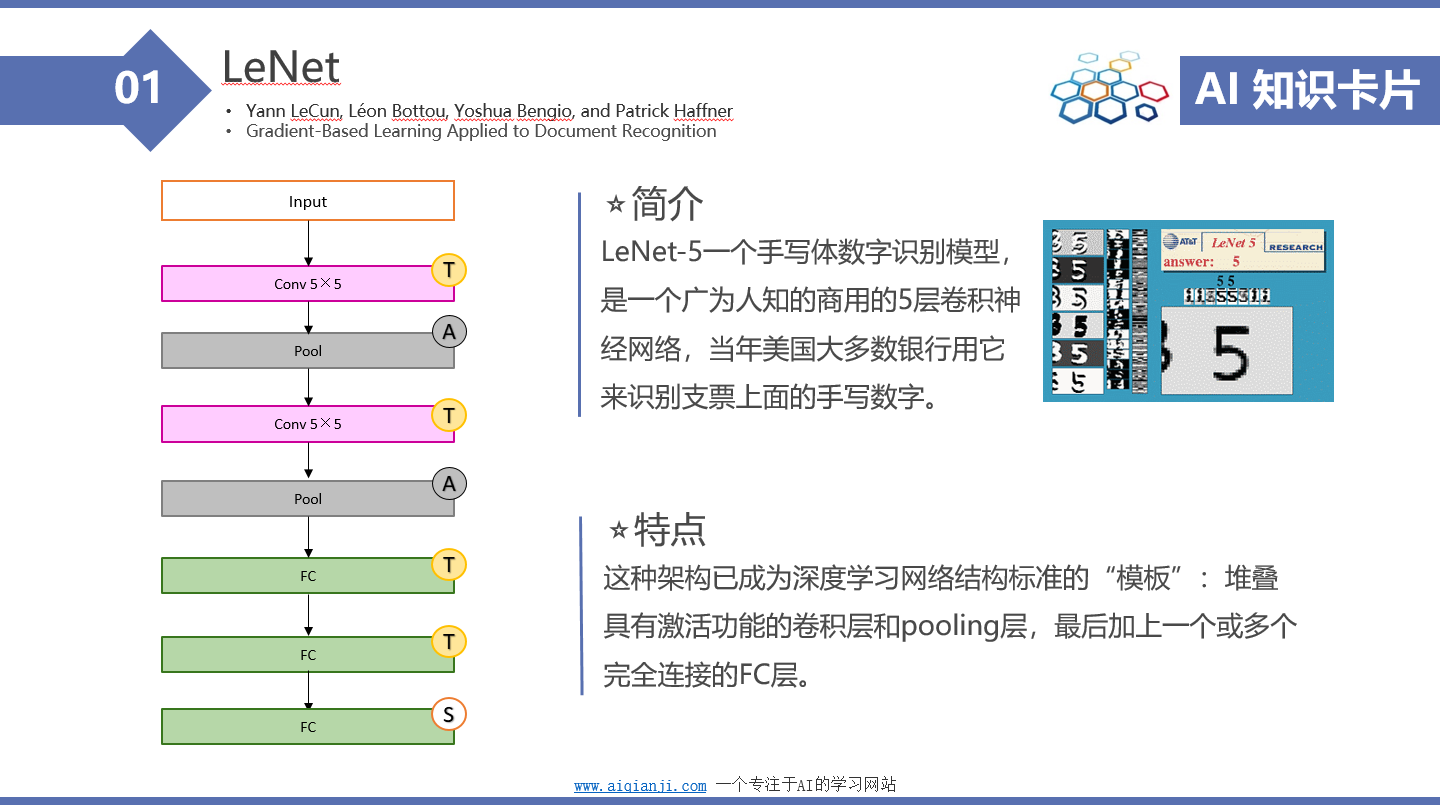 01
LeNet
• Yann LeCun, Léon Bottou, Yoshua Bengio, and Patrick Haffner
• Gradient-Based Learning Applied to Document Recognition
AI 知识卡片
Input
Conv 5×5
T
Pool
A
Conv 5×5
T
Pool
A
FC
T
FC
T
FC
S
☆简介
LeNet-5一个手写体数字识别模型，
是一个广为人知的商用的5层卷积神
经网络，当年美国大多数银行用它
来识别支票上面的手写数字。
AT&T
LeNet 5
RESEARCH
answer: 5
5 5
5
☆特点
这种架构已成为深度学习网络结构标准的“模板”：堆叠
具有激活功能的卷积层和pooling层，最后加上一个或多个
完全连接的FC层。
www.aiqianji.com 一个专注于AI的学习网站